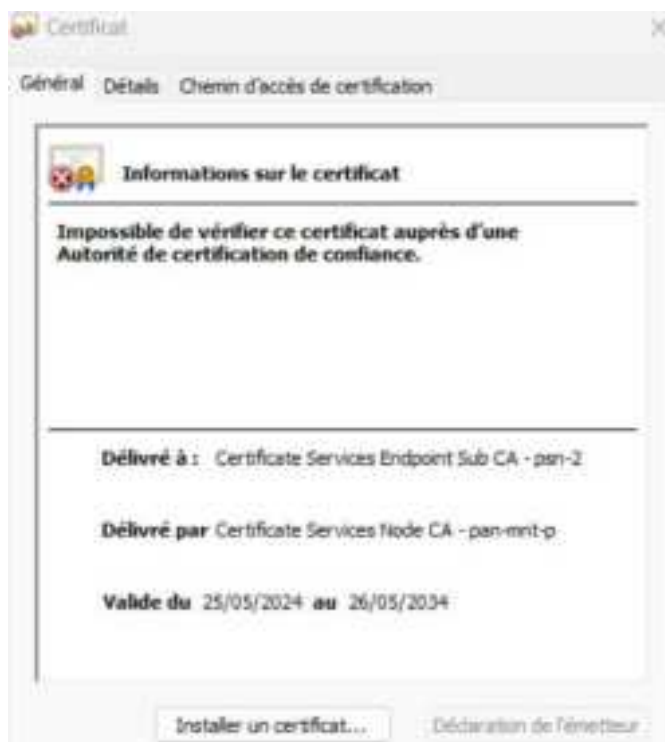 Certificat
Général Détails Chemin d'accès de certification
Informations sur le certificat
Impossible de vérifier ce certificat auprès d'une
Autorité de certification de confiance.
Délivré à : Certificate Services Endpoint Sub CA - psn-2
Délivré par Certificate Services Node CA - pan-mnt-p
Valide du 25/05/2024 au 26/05/2034
Installer un certificat... Déclaration de l'émetteur